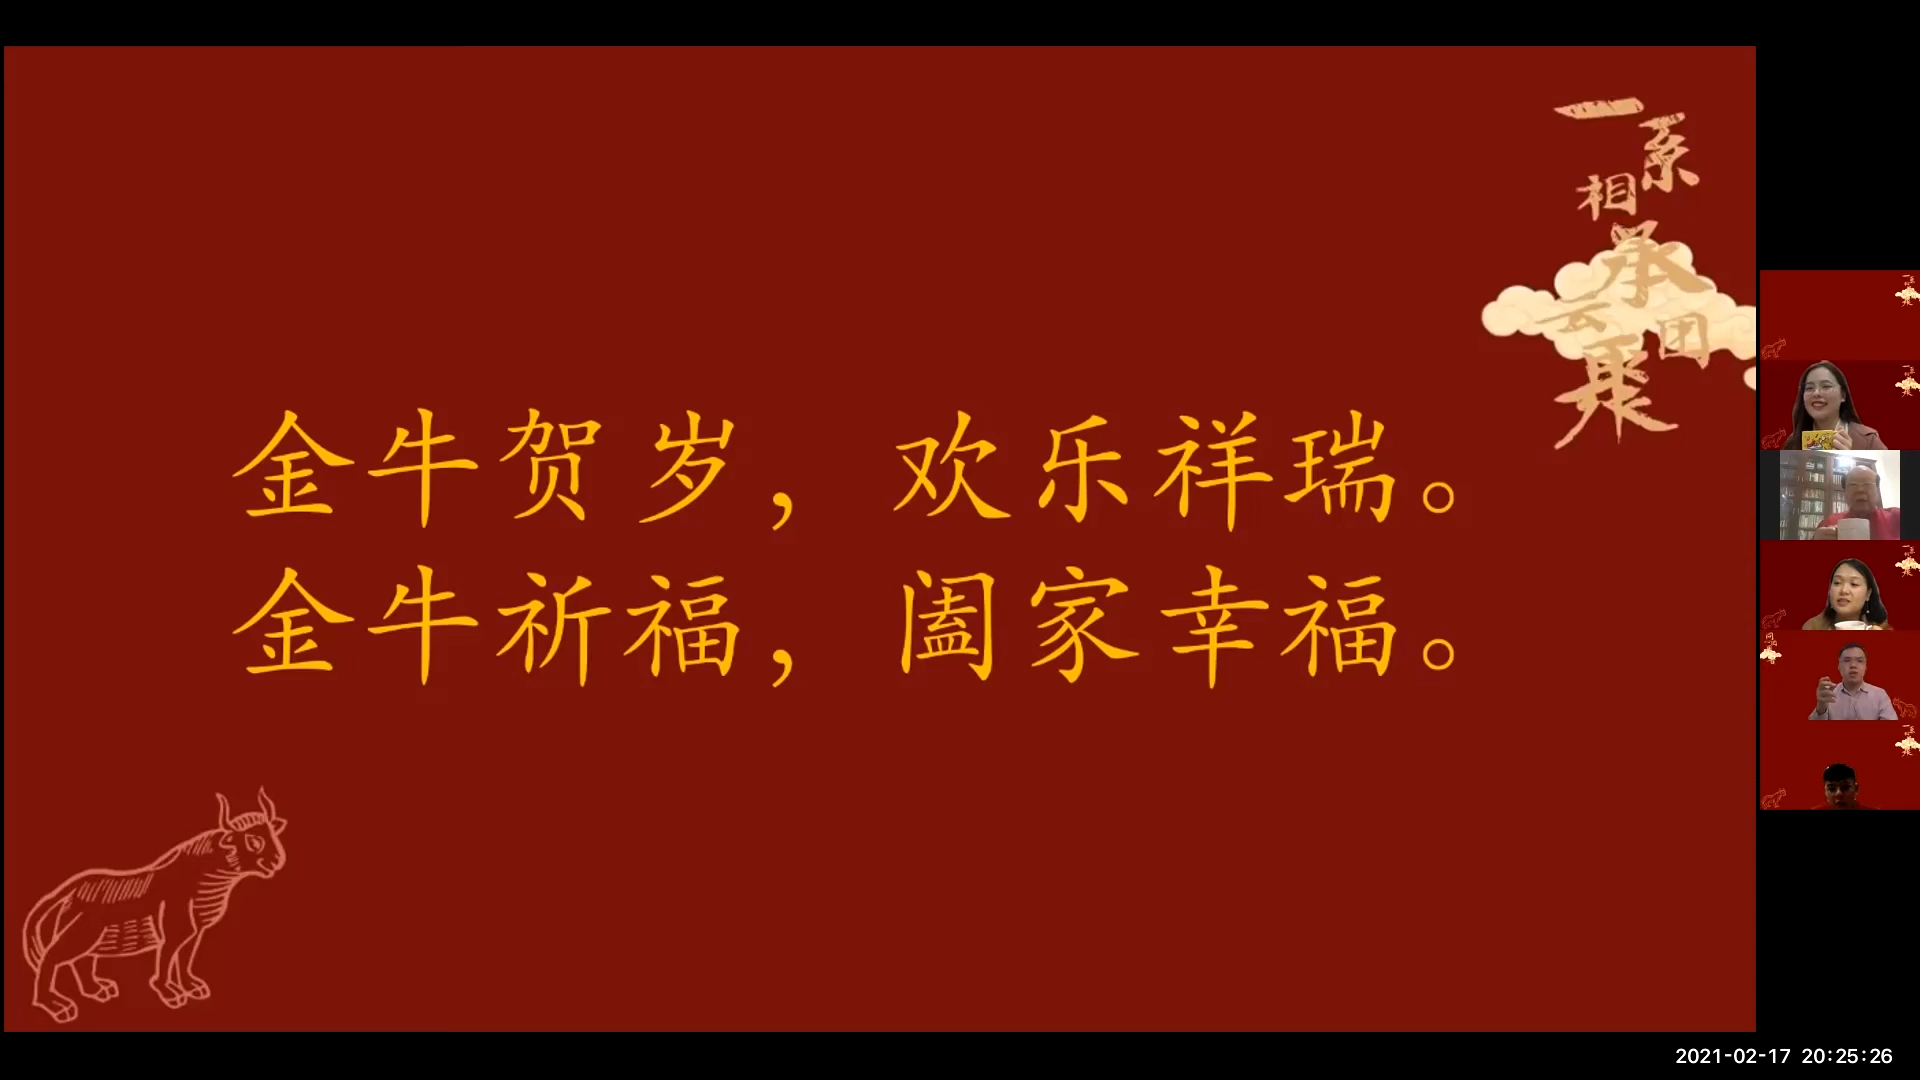 一系
相承
云团
聚
金牛贺岁，欢乐祥瑞。
金牛祈福，阖家幸福。
2021-02-17 20:25:26